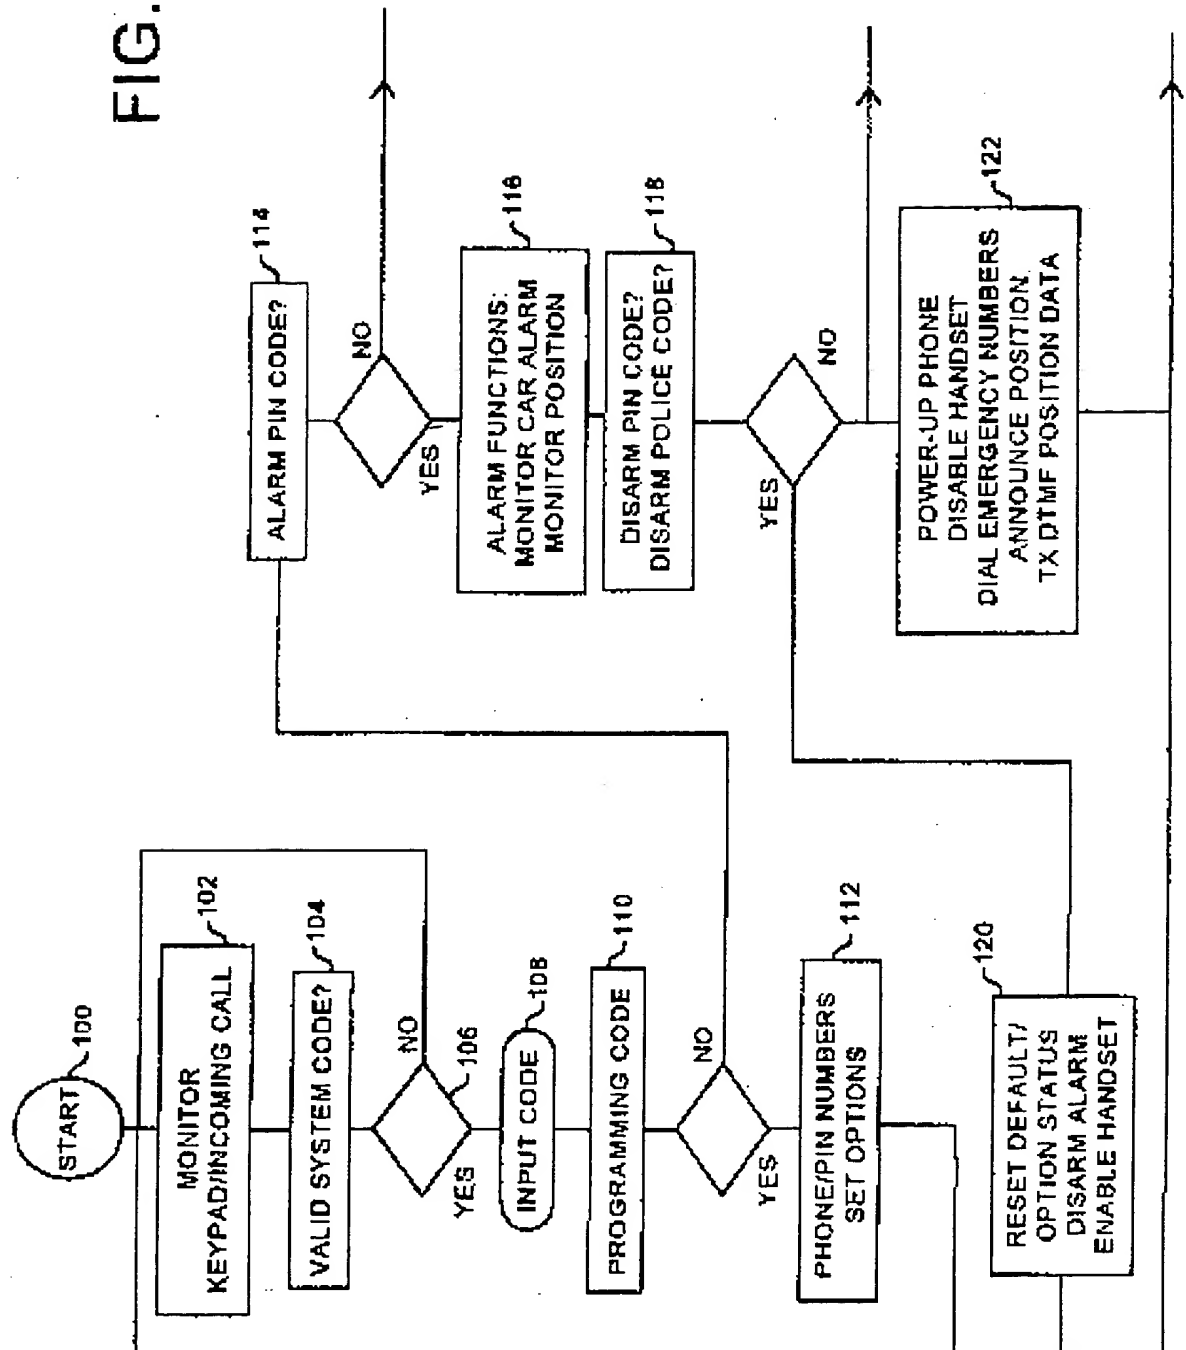 FIG.
START
100
MONITOR
KEYPAD/INCOMING CALL
102
VALID SYSTEM CODE?
104
NO
106
YES
INPUT CODE
108
PROGRAMMING CODE
110
NO
YES
PHONE/PIN NUMBERS
SET OPTIONS
112
RESET DEFAULT/
OPTION STATUS
DISARM ALARM
ENABLE HANDSET
120
ALARM PIN CODE?
114
NO
YES
ALARM FUNCTIONS:
MONITOR CAR ALARM
MONITOR POSITION
116
DISARM PIN CODE?
DISARM POLICE CODE?
118
YES
NO
POWER-UP PHONE
DISABLE HANDSET
DIAL EMERGENCY NUMBERS
ANNOUNCE POSITION
TX DTMF POSITION DATA
122